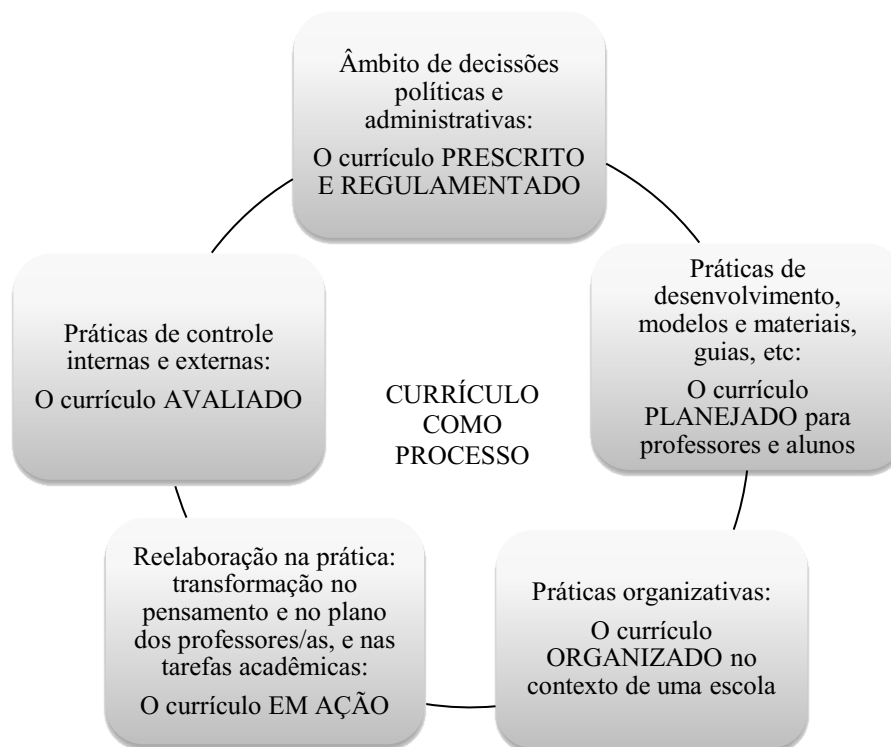 Âmbito de decissões
políticas e
administrativas:
O currículo PRESCRITO
E REGULAMENTADO
Práticas de
desenvolvimento,
modelos e materiais,
guias, etc:
O currículo
PLANEJADO para
professores e alunos
Práticas organizativas:
O currículo
ORGANIZADO no
contexto de uma escola
Reelaboração na prática:
transformação no
pensamento e no plano
dos professores/as, e nas
tarefas acadêmicas:
O currículo EM AÇÃO
Práticas de controle
internas e externas:
O currículo AVALIADO
CURRÍCULO
COMO
PROCESSO